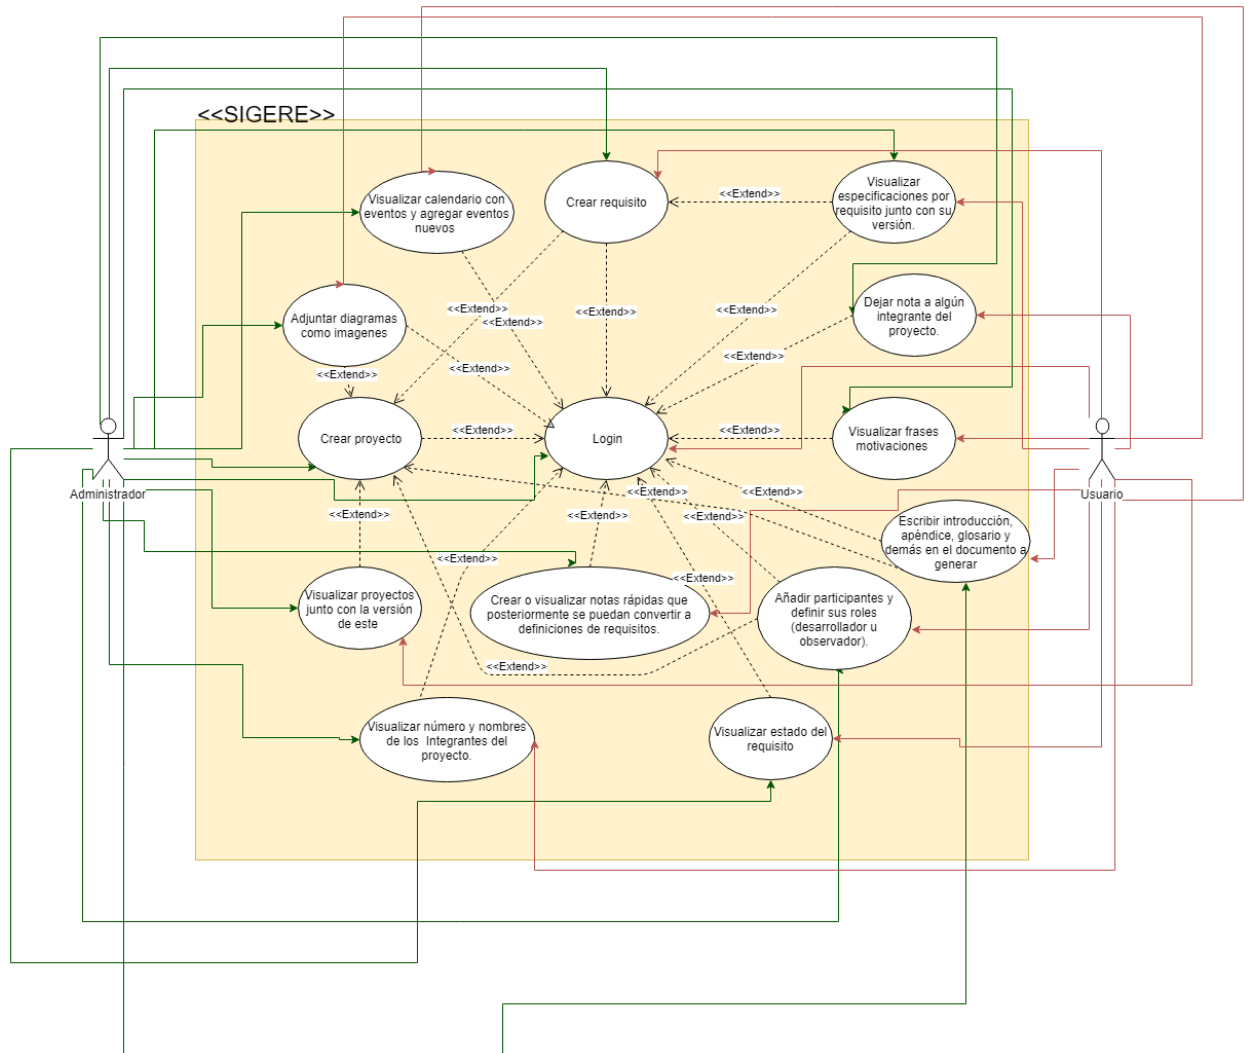 <<SIGERE>>
Visualizar calendario con
eventos y agregar eventos
nuevos
Crear requisito
<<Extend>>
Visualizar
especificaciones por
requisito junto con su
versión.
Adjuntar diagramas
como imagenes
<<Extend>>
<<Extend>>
<<Extend>>
<<Extend>>
Dejar nota a algún
integrante del
proyecto.
<<Extend>>
<<Extend>>
<<Extend>>
Crear proyecto
<<Extend>>
Login
<<Extend>>
Visualizar frases
motivaciones
Administrador
Usuario
<<Extend>>
<<Extend>>
<<Extend>>
<<Extend>>
<<Extend>>
Escribir introducción,
apéndice, glosario y
demás en el documento a
generar
<<Extend>>
<<Extend>>
Visualizar proyectos
junto con la versión
de este
Crear o visualizar notas rápidas que
posteriormente se puedan convertir a
definiciones de requisitos.
Añadir participantes y
definir sus roles
(desarrollador u
observador).
<<Extend>>
Visualizar número y nombres
de los  Integrantes del
proyecto.
Visualizar estado del
requisito